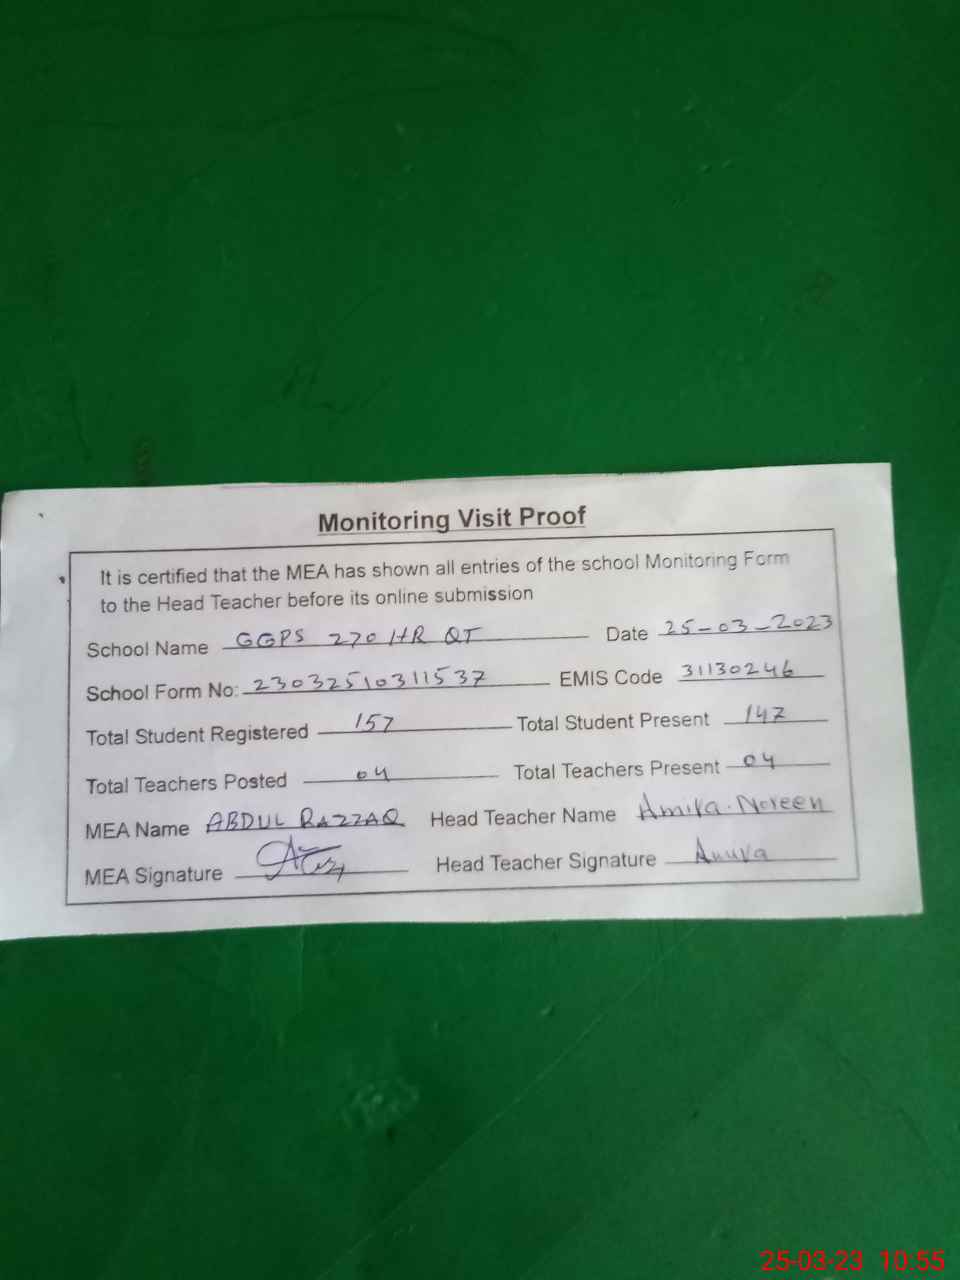 Monitoring Visit Proof
It is certified that the MEA has shown all entries of the school Monitoring Form
to the Head Teacher before its online submission
School Name GGPS 270 HR QT Date 25-03-2023
School Form No: 23032510311537 EMIS Code 31130246
Total Student Registered 157 Total Student Present 147
Total Teachers Posted 04 Total Teachers Present 04
MEA Name ABDUL RAZZAQ Head Teacher Name Amira Noreen
MEA Signature Head Teacher Signature
25-03-23 10:55